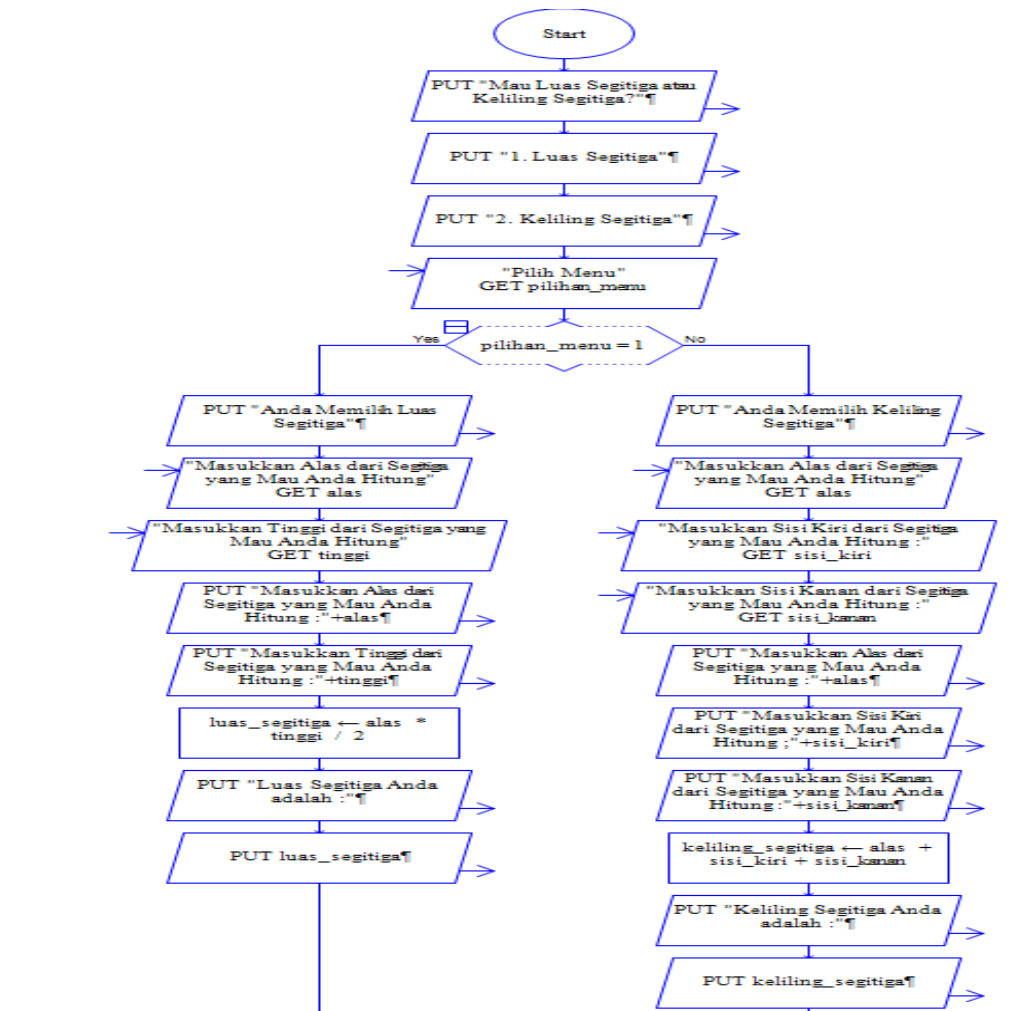 Start
PUT "Mau Luas Segitiga atau
Keliling Segitiga?"¶
PUT "1. Luas Segitiga"¶
PUT "2. Keliling Segitiga"¶
"Pilih Menu"
GET pilihan_menu
Yes
pilihan_menu = 1
No
PUT "Anda Memilih Luas
Segitiga"¶
"Masukkan Alas dari Segitiga
yang Mau Anda Hitung"
GET alas
"Masukkan Tinggi dari Segitiga yang
Mau Anda Hitung"
GET tinggi
PUT "Masukkan Alas dari
Segitiga yang Mau Anda
Hitung :"+alas¶
PUT "Masukkan Tinggi dari
Segitiga yang Mau Anda
Hitung :"+tinggi¶
luas_segitiga ← alas *
tinggi / 2
PUT "Luas Segitiga Anda
adalah :"¶
PUT luas_segitiga¶
PUT "Anda Memilih Keliling
Segitiga"¶
"Masukkan Alas dari Segitiga
yang Mau Anda Hitung"
GET alas
"Masukkan Sisi Kiri dari Segitiga
yang Mau Anda Hitung :"
GET sisi_kiri
"Masukkan Sisi Kanan dari Segitiga
yang Mau Anda Hitung :"
GET sisi_kanan
PUT "Masukkan Alas dari
Segitiga yang Mau Anda
Hitung :"+alas¶
PUT "Masukkan Sisi Kiri
dari Segitiga yang Mau Anda
Hitung ;"+sisi_kiri¶
PUT "Masukkan Sisi Kanan
dari Segitiga yang Mau Anda
Hitung :"+sisi_kanan¶
keliling_segitiga ← alas +
sisi_kiri + sisi_kanan
PUT "Keliling Segitiga Anda
adalah :"¶
PUT keliling_segitiga¶